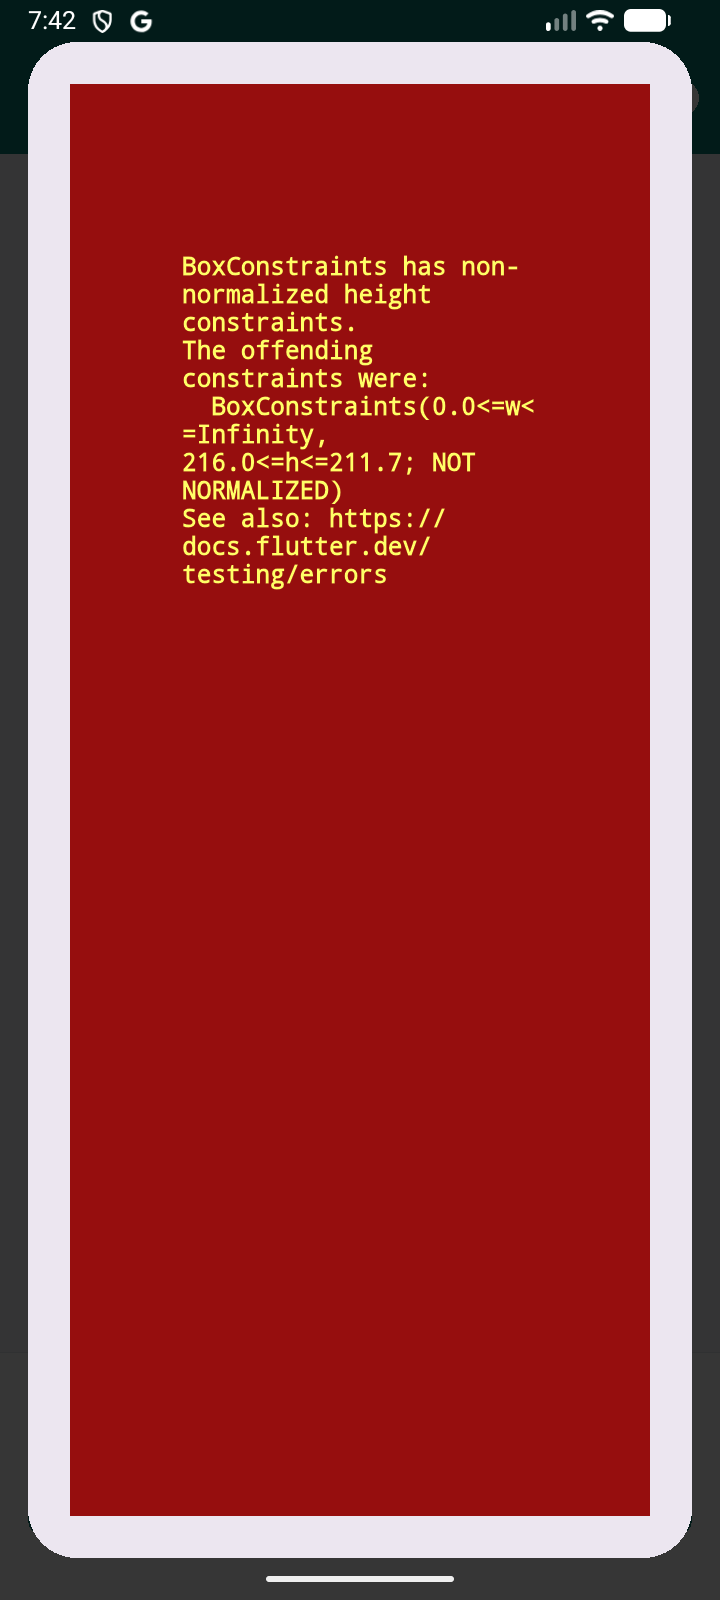 7:42
BoxConstraints has non-
normalized height
constraints.
The offending
constraints were:
  BoxConstraints(0.0<=w<
=Infinity,
216.0<=h<=211.7; NOT
NORMALIZED)
See also: https://
docs.flutter.dev/
testing/errors